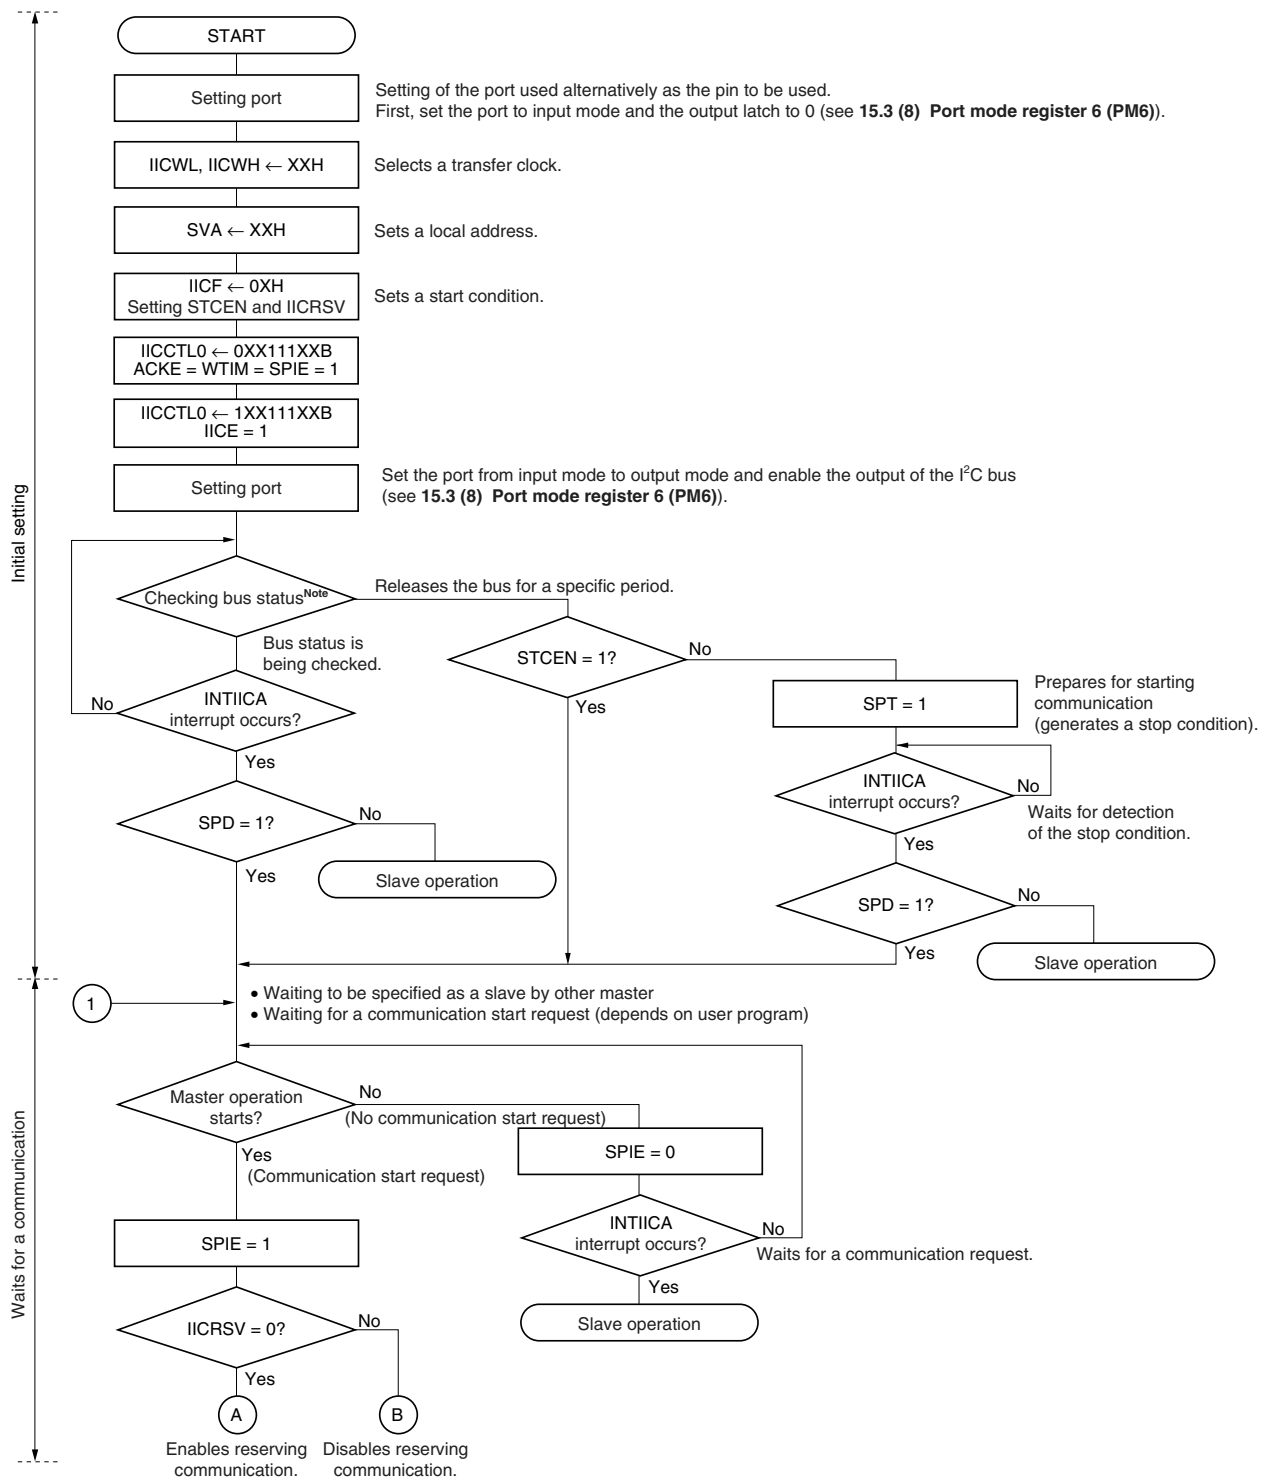 START
Setting port
Setting of the port used alternatively as the pin to be used.
First, set the port to input mode and the output latch to 0 (see 15.3 (8) Port mode register 6 (PM6)).
IICWL, IICWH ← XXH
Selects a transfer clock.
SVA ← XXH
Sets a local address.
IICF ← 0XH
Setting STCEN and IICRSV
Sets a start condition.
IICCTL0 ← 0XX111XXB
ACKE = WTIM = SPIE = 1
IICCTL0 ← 1XX111XXB
IICE = 1
Setting port
Set the port from input mode to output mode and enable the output of the I²C bus
(see 15.3 (8) Port mode register 6 (PM6)).
Initial setting
Checking bus statusNote
Releases the bus for a specific period.
Bus status is
being checked.
STCEN = 1?
No
Yes
INTIICA
interrupt occurs?
No
Yes
SPT = 1
Prepares for starting
communication
(generates a stop condition).
INTIICA
interrupt occurs?
No
Waits for detection
of the stop condition.
Yes
SPD = 1?
No
Yes
Slave operation
SPD = 1?
No
Yes
Slave operation
1
• Waiting to be specified as a slave by other master
• Waiting for a communication start request (depends on user program)
Waits for a communication
Master operation
starts?
No
(No communication start request)
Yes
(Communication start request)
SPIE = 0
INTIICA
interrupt occurs?
No
Waits for a communication request.
Yes
Slave operation
SPIE = 1
IICRSV = 0?
No
Yes
A
B
Enables reserving
communication.
Disables reserving
communication.